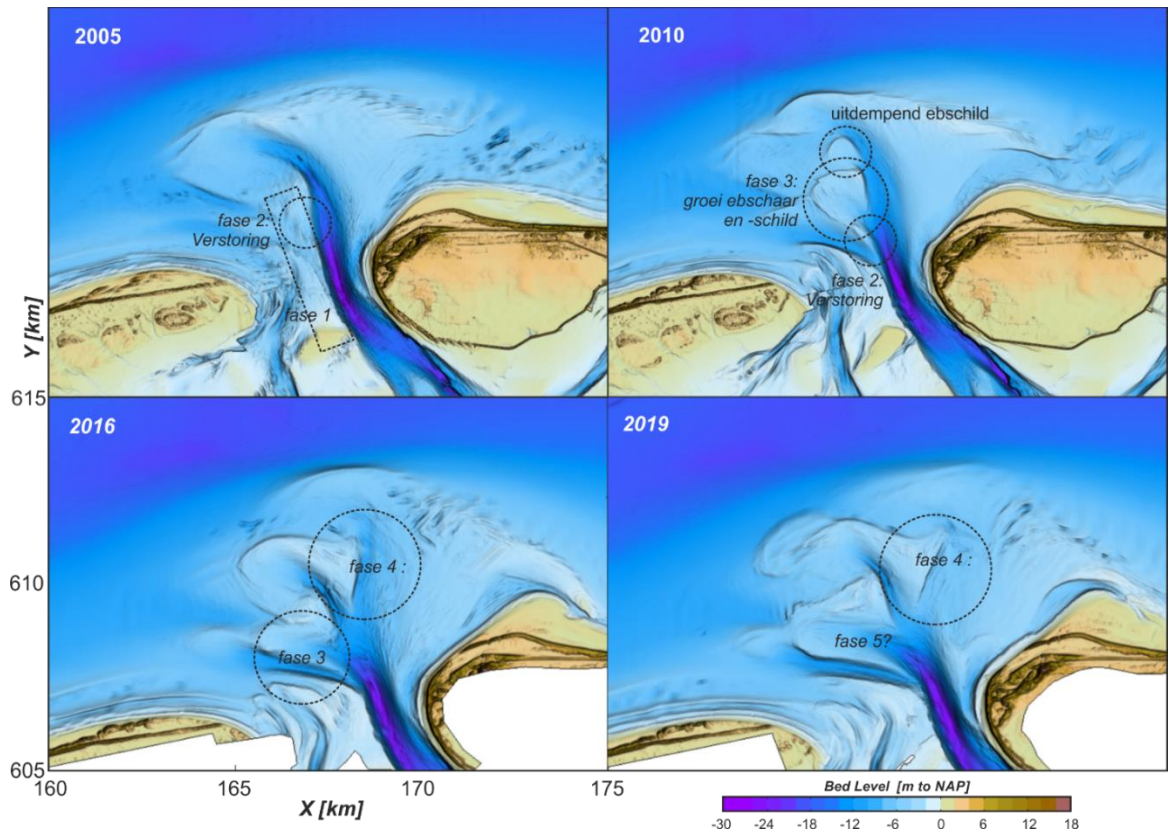 2005
fase 2:
Verstoring
fase 1
2010
uitdempend ebschild
fase 3:
groei ebschaar
en -schild
fase 2:
Verstoring
Y [km]
615
2016
fase 4 :
610
fase 3
605
2019
fase 4 :
fase 5?
160
165
170
175
X [km]
Bed Level [m to NAP]
-30
-24
-18
-12
-6
0
6
12
18